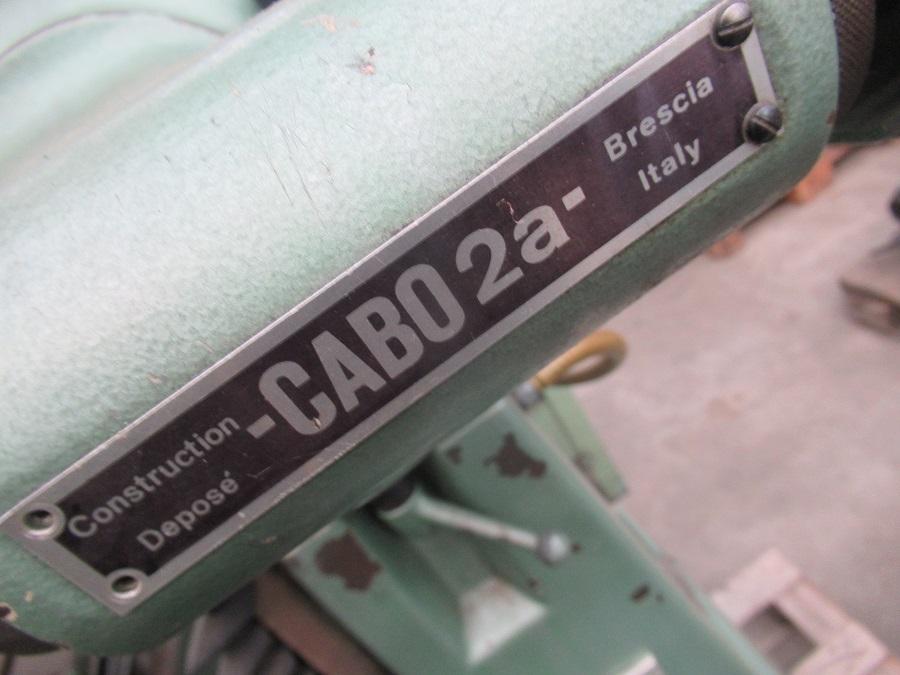 Construction
Deposé
-CABO 2a-
Brescia
Italy